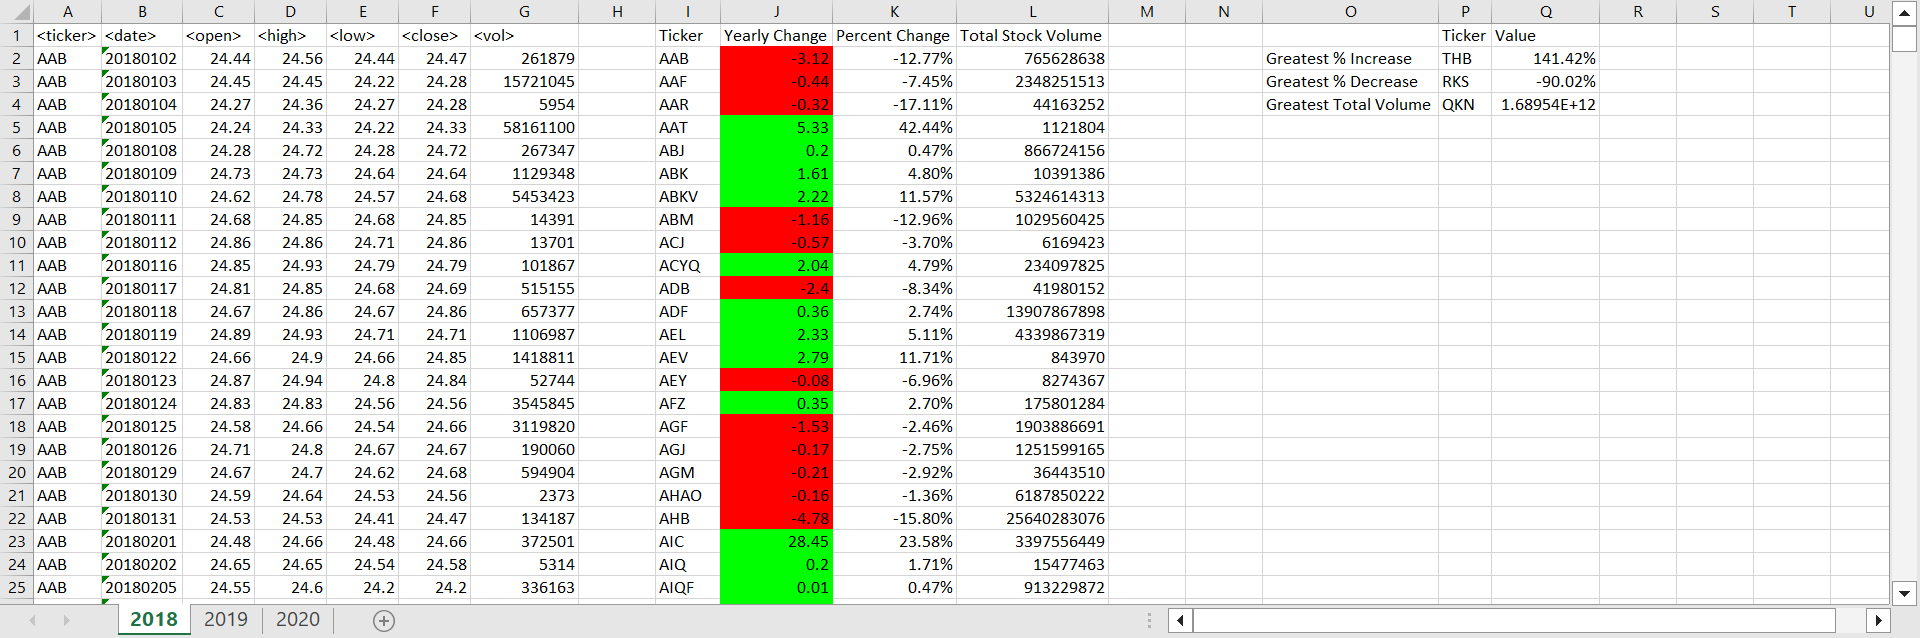 A B C D E F G H I J K L M N O P Q R S T U
1 <ticker> <date> <open> <high> <low> <close> <vol> Ticker Yearly Change Percent Change Total Stock Volume Ticker Value
2 AAB 20180102 24.44 24.56 24.44 24.47 261879 AAB -3.12 -12.77% 765628638 Greatest % Increase THB 141.42%
3 AAB 20180103 24.45 24.45 24.22 24.28 15721045 AAF -0.44 -7.45% 2348251513 Greatest % Decrease RKS -90.02%
4 AAB 20180104 24.27 24.36 24.27 24.28 5954 AAR -0.32 -17.11% 44163252 Greatest Total Volume QKN 1.68954E+12
5 AAB 20180105 24.24 24.33 24.22 24.33 58161100 AAT 5.33 42.44% 1121804
6 AAB 20180108 24.28 24.72 24.28 24.72 267347 ABJ 0.2 0.47% 866724156
7 AAB 20180109 24.73 24.73 24.64 24.64 1129348 ABK 1.61 4.80% 10391386
8 AAB 20180110 24.62 24.78 24.57 24.68 5453423 ABKV 2.22 11.57% 5324614313
9 AAB 20180111 24.68 24.85 24.68 24.85 14391 ABM -1.16 -12.96% 1029560425
10 AAB 20180112 24.86 24.86 24.71 24.86 13701 ACJ -0.57 -3.70% 6169423
11 AAB 20180116 24.85 24.93 24.79 24.79 101867 ACYQ 2.04 4.79% 234097825
12 AAB 20180117 24.81 24.85 24.68 24.69 515155 ADB -2.4 -8.34% 41980152
13 AAB 20180118 24.67 24.86 24.67 24.86 657377 ADF 0.36 2.74% 13907867898
14 AAB 20180119 24.89 24.93 24.71 24.71 1106987 AEL 2.33 5.11% 4339867319
15 AAB 20180122 24.66 24.9 24.66 24.85 1418811 AEV 2.79 11.71% 843970
16 AAB 20180123 24.87 24.94 24.8 24.84 52744 AEY -0.08 -6.96% 8274367
17 AAB 20180124 24.83 24.83 24.56 24.56 3545845 AFZ 0.35 2.70% 175801284
18 AAB 20180125 24.58 24.66 24.54 24.66 3119820 AGF -1.53 -2.46% 1903886691
19 AAB 20180126 24.71 24.8 24.67 24.67 190060 AGJ -0.17 -2.75% 1251599165
20 AAB 20180129 24.67 24.7 24.62 24.68 594904 AGM -0.21 -2.92% 36443510
21 AAB 20180130 24.59 24.64 24.53 24.56 2373 AHAO -0.16 -1.36% 6187850222
22 AAB 20180131 24.53 24.53 24.41 24.47 134187 AHB -4.78 -15.80% 25640283076
23 AAB 20180201 24.48 24.66 24.48 24.66 372501 AIC 28.45 23.58% 3397556449
24 AAB 20180202 24.65 24.65 24.54 24.58 5314 AIQ 0.2 1.71% 15477463
25 AAB 20180205 24.55 24.6 24.2 24.2 336163 AIQF 0.01 0.47% 913229872
2018 2019 2020